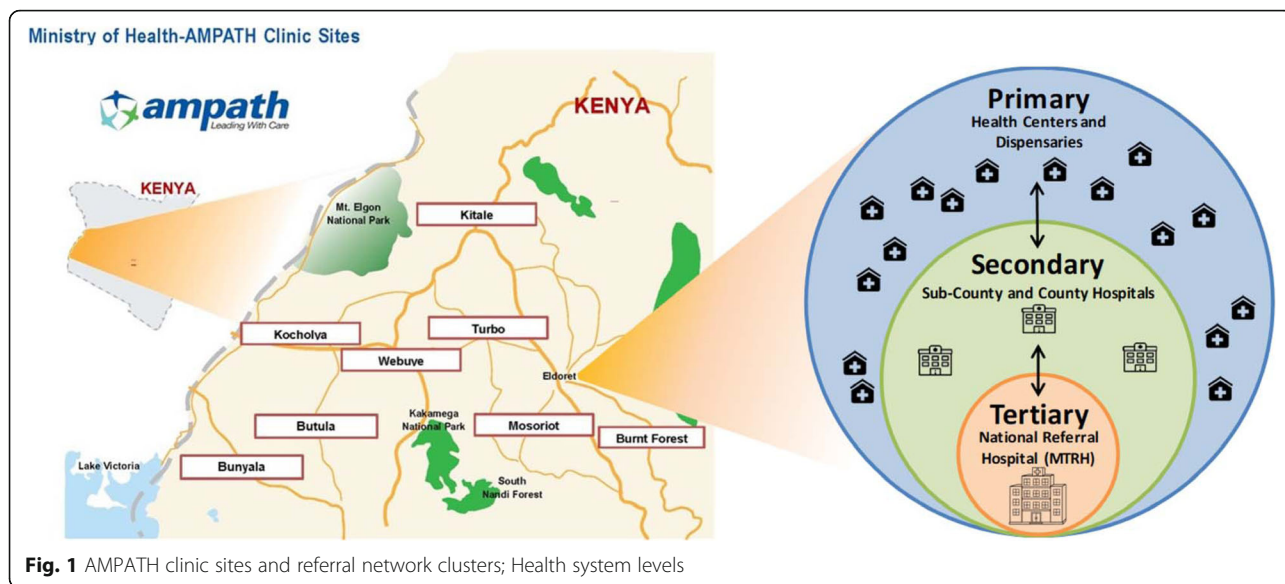 Ministry of Health-AMPATH Clinic Sites
ampath
Leading With Care
KENYA
KENYA
Mt. Elgon
National Park
Kitale
Kocholya
Turbo
Webuye
Eldoret
Butula
Kakamega
National Park
Mosoriot
Burnt Forest
Bunyala
Lake Victoria
South
Nandi Forest
Primary
Health Centers and
Dispensaries
Secondary
Sub-County and County Hospitals
Tertiary
National Referral
Hospital (MTRH)
Fig. 1 AMPATH clinic sites and referral network clusters; Health system levels